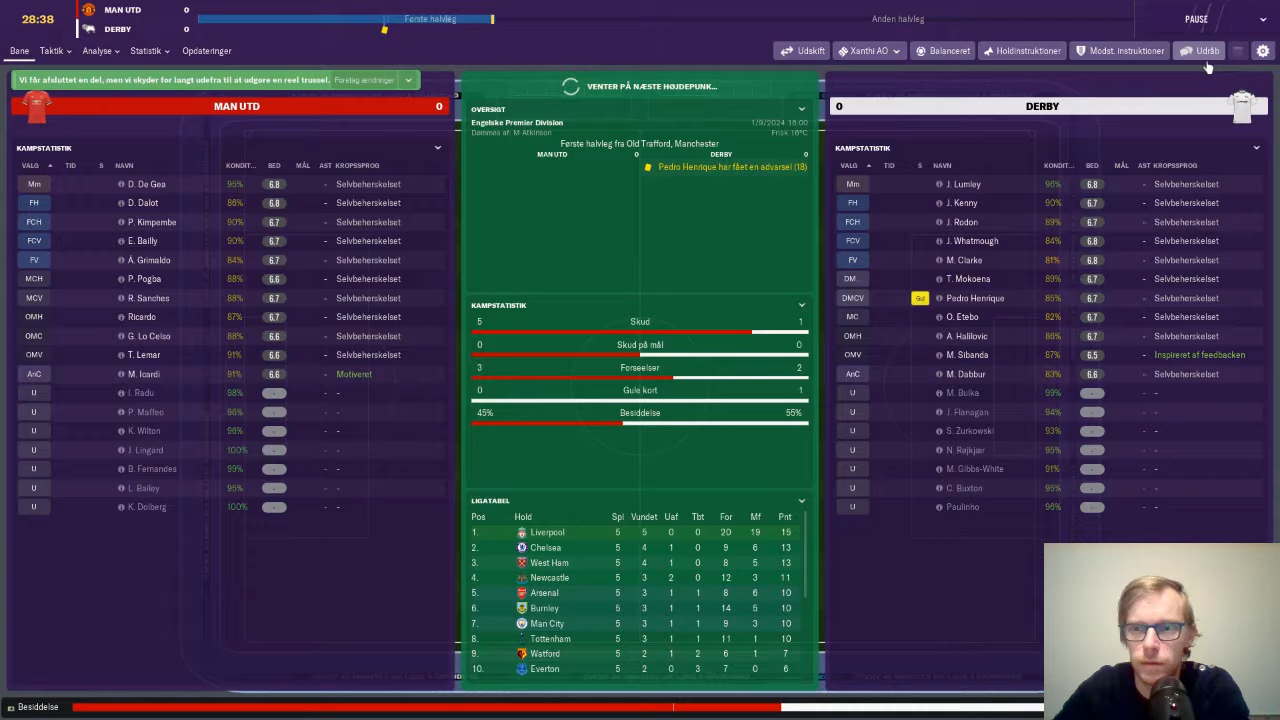 28:38
MAN UTD 0
DERBY 0
Første halvleg
Anden halvleg
PAUSE
Bane Taktik Analyse Statistik Opdateringer
Udskift Xanthi AO Balanceret Holdinstruktioner Modst. instruktioner Udråb
Vi får afsluttet en del, men vi skyder for langt udefra til at udgøre en reel trussel. Foretag ændringer
MAN UTD 0
KAMPSTATISTIK
VALG TID S NAVN KONDIT... BED MÅL AST KROPSSPROG
Mm D. De Gea 95% 6.8 - Selvbeherskelset
FH D. Dalot 86% 6.8 - Selvbeherskelset
FCH P. Kimpembe 90% 6.7 - Selvbeherskelset
FCV E. Bailly 90% 6.7 - Selvbeherskelset
FV Á. Grimaldo 84% 6.7 - Selvbeherskelset
MCH P. Pogba 88% 6.6 - Selvbeherskelset
MCV R. Sanches 88% 6.7 - Selvbeherskelset
OMH Ricardo 87% 6.7 - Selvbeherskelset
OMC G. Lo Celso 88% 6.6 - Selvbeherskelset
OMV T. Lemar 91% 6.6 - Selvbeherskelset
AnC M. Icardi 91% 6.6 - Motiveret
U I. Radu 98% - - -
U P. Maffeo 96% - - -
U K. Wilton 96% - - -
U J. Lingard 100% - - -
U B. Fernandes 99% - - -
U L. Bailey 95% - - -
U K. Dolberg 100% - - -
VENTER PÅ NÆSTE HØJDEPUNK...
OVERSIGT
Engelske Premier Division 1/9/2024 16:00
Dømmes af: M Atkinson Frisk 16°C
Første halvleg fra Old Trafford, Manchester
MAN UTD 0 DERBY 0
Pedro Henrique har fået en advarsel (18)
KAMPSTATISTIK
5 Skud 1
0 Skud på mål 0
3 Forseelser 2
0 Gule kort 1
45% Besiddelse 55%
LIGATABEL
Pos Hold Spl Vundet Uaf Tbt For Mf Pnt
1. Liverpool 5 5 0 0 20 19 15
2. Chelsea 5 4 1 0 9 6 13
3. West Ham 5 4 1 0 8 5 13
4. Newcastle 5 3 2 0 12 3 11
5. Arsenal 5 3 1 1 8 6 10
6. Burnley 5 3 1 1 14 5 10
7. Man City 5 3 1 1 9 3 10
8. Tottenham 5 3 1 1 11 1 10
9. Watford 5 2 1 2 6 1 7
10. Everton 5 2 0 3 7 0 6
0 DERBY
KAMPSTATISTIK
VALG TID S NAVN KONDIT... BED MÅL AST KROPSSPROG
Mm J. Lumley 96% 6.8 - Selvbeherskelset
FH J. Kenny 90% 6.7 - Selvbeherskelset
FCH J. Rodon 89% 6.7 - Selvbeherskelset
FCV J. Whatmough 84% 6.8 - Selvbeherskelset
FV M. Clarke 81% 6.8 - Selvbeherskelset
DM T. Mokoena 89% 6.7 - Selvbeherskelset
DMCV Gul Pedro Henrique 85% 6.7 - Selvbeherskelset
MC O. Etebo 82% 6.7 - Selvbeherskelset
OMH A. Halilovic 86% 6.7 - Selvbeherskelset
OMV M. Sibanda 87% 6.5 - Inspireret af feedbacken
AnC M. Dabbur 83% 6.6 - Selvbeherskelset
U M. Bulka 99% - - -
U J. Flanagan 94% - - -
U S. Zurkowski 93% - - -
U N. Røjkjær 95% - - -
U M. Gibbs-White 91% - - -
U C. Buxton 95% - - -
U Paulinho 96% - - -
Besiddelse